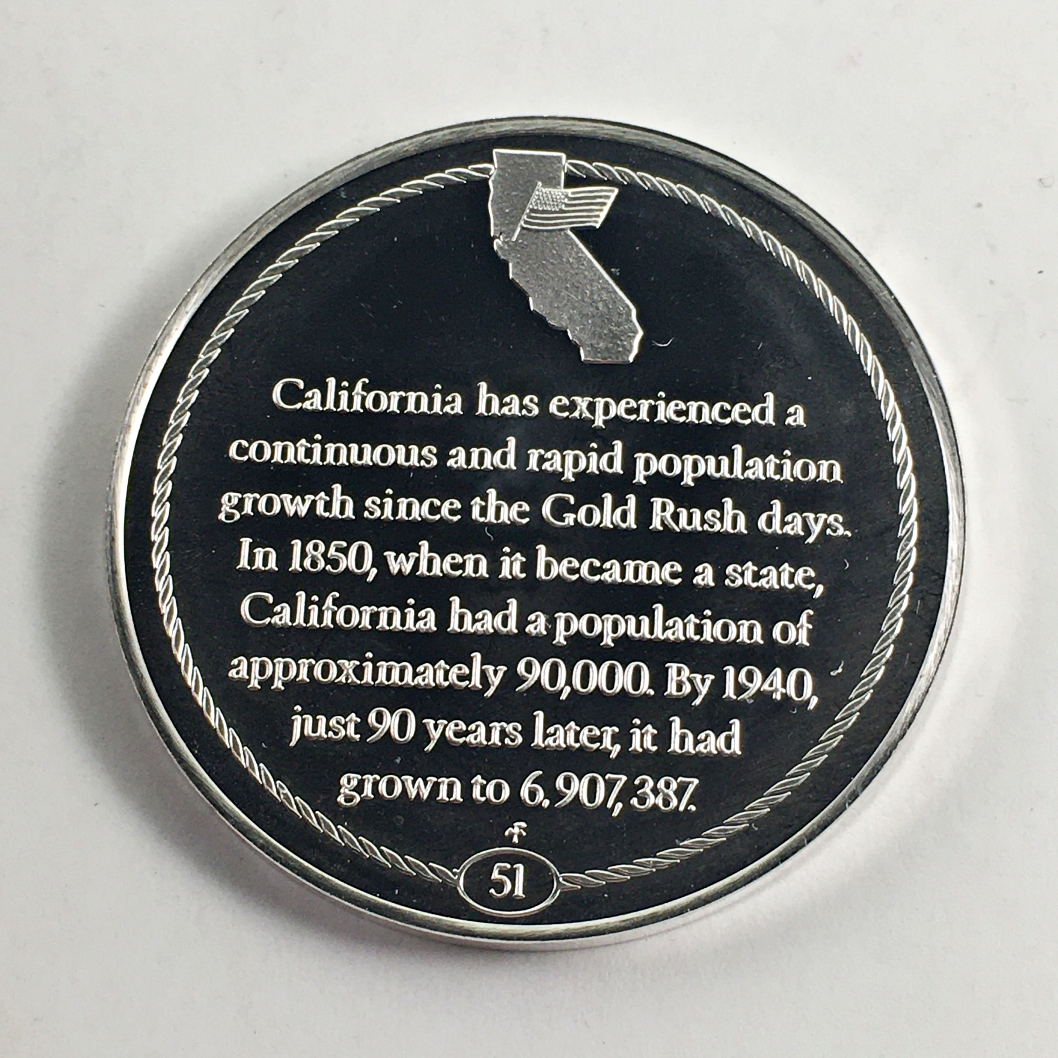 California has experienced a
continuous and rapid population
growth since the Gold Rush days.
In 1850, when it became a state,
California had a population of
approximately 90,000. By 1940,
just 90 years later, it had
grown to 6,907,387.
51